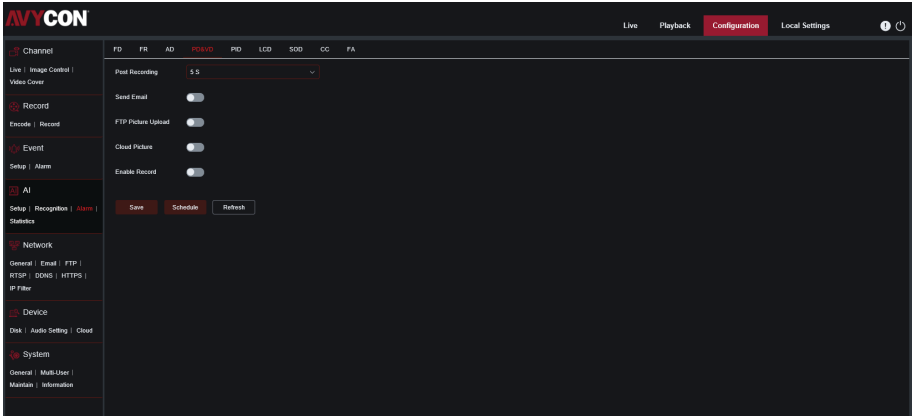 AVYCON
Live Playback Configuration Local Settings
Channel
Live | Image Control |
Video Cover
Record
Encode | Record
Event
Setup | Alarm
AI
Setup | Recognition | Alarm |
Statistics
Network
General | Email | FTP |
RTSP | DDNS | HTTPS |
IP Filter
Device
Disk | Audio Setting | Cloud
System
General | Multi-User |
Maintain | Information
FD FR AD PD&VD PID LCD SOD CC FA
Post Recording 5 S
Send Email
FTP Picture Upload
Cloud Picture
Enable Record
Save Schedule Refresh